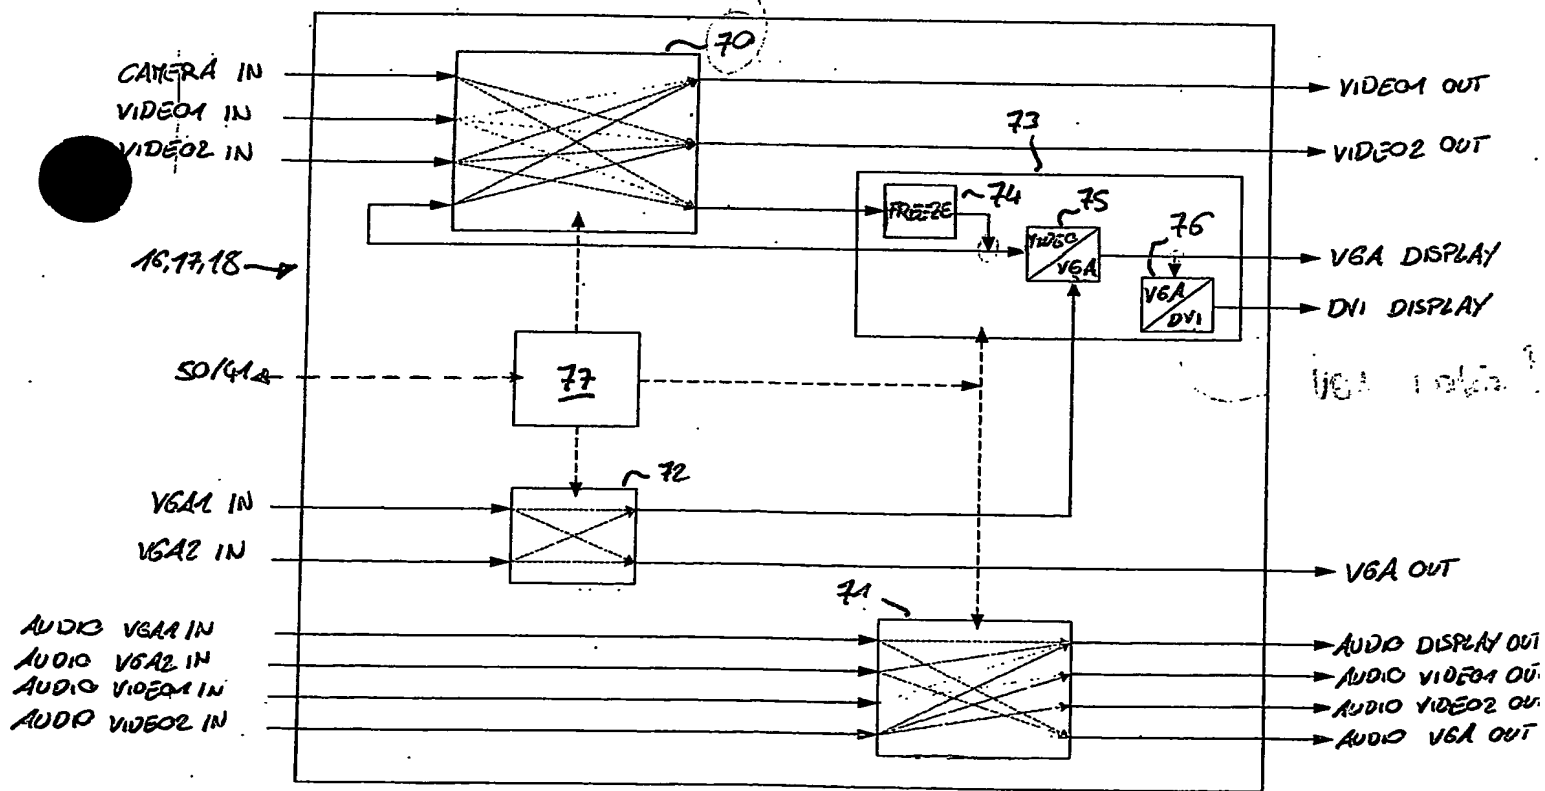 70
CAMERA IN
VIDEO1 IN
VIDEO2 IN
VIDEO1 OUT
VIDEO2 OUT
73
FREEZE
74
75
VIDEO
VGA
76
VGA
DVI
VGA DISPLAY
DVI DISPLAY
16,17,18
50/41
77
72
VGA1 IN
VGA2 IN
VGA OUT
71
AUDIO VGA1 IN
AUDIO VGA2 IN
AUDIO VIDEO1 IN
AUDIO VIDEO2 IN
AUDIO DISPLAY OUT
AUDIO VIDEO1 OU
AUDIO VIDEO2 OU
AUDIO VGA OUT